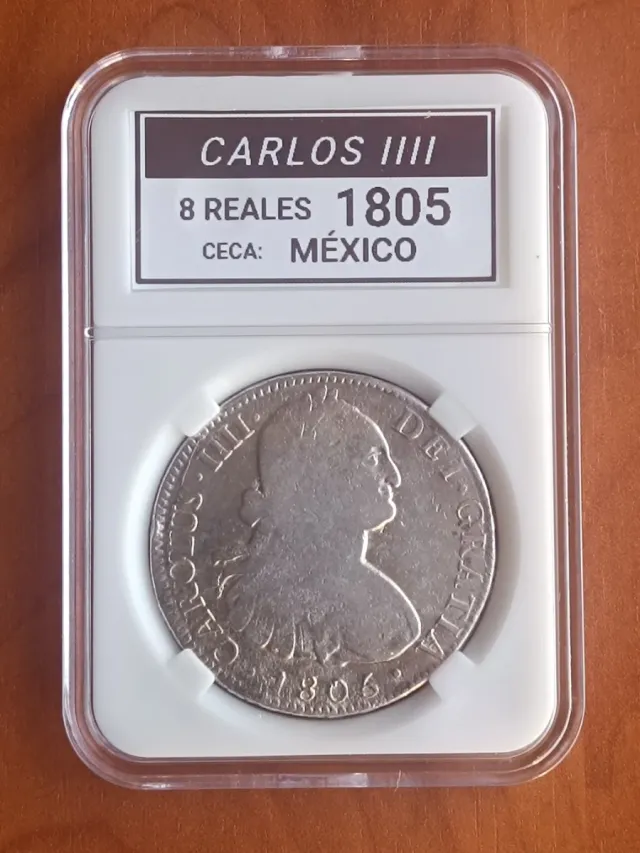 CARLOS IIII
8 REALES 1805
CECA: MÉXICO
CAROLUS·IIII· DEI·GRATIA
·1805·